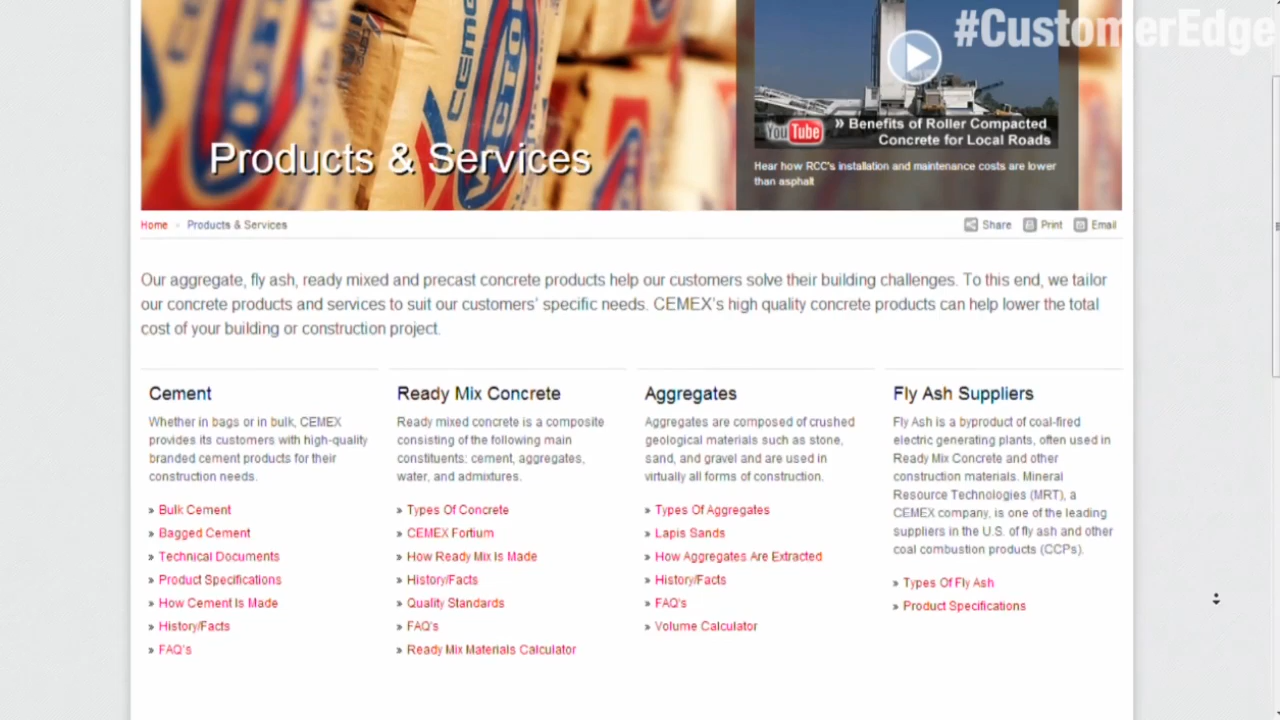 #CustomerEdge
CEMEX
VICTOR
Products & Services
YouTube » Benefits of Roller Compacted
Concrete for Local Roads
Hear how RCC's installation and maintenance costs are lower
than asphalt
Home » Products & Services
Share Print Email
Our aggregate, fly ash, ready mixed and precast concrete products help our customers solve their building challenges. To this end, we tailor
our concrete products and services to suit our customers' specific needs. CEMEX's high quality concrete products can help lower the total
cost of your building or construction project.
Cement
Whether in bags or in bulk, CEMEX
provides its customers with high-quality
branded cement products for their
construction needs.
» Bulk Cement
» Bagged Cement
» Technical Documents
» Product Specifications
» How Cement Is Made
» History/Facts
» FAQ's
Ready Mix Concrete
Ready mixed concrete is a composite
consisting of the following main
constituents: cement, aggregates,
water, and admixtures.
» Types Of Concrete
» CEMEX Fortium
» How Ready Mix Is Made
» History/Facts
» Quality Standards
» FAQ's
» Ready Mix Materials Calculator
Aggregates
Aggregates are composed of crushed
geological materials such as stone,
sand, and gravel and are used in
virtually all forms of construction.
» Types Of Aggregates
» Lapis Sands
» How Aggregates Are Extracted
» History/Facts
» FAQ's
» Volume Calculator
Fly Ash Suppliers
Fly Ash is a byproduct of coal-fired
electric generating plants, often used in
Ready Mix Concrete and other
construction materials. Mineral
Resource Technologies (MRT), a
CEMEX company, is one of the leading
suppliers in the U.S. of fly ash and other
coal combustion products (CCPs).
» Types Of Fly Ash
» Product Specifications